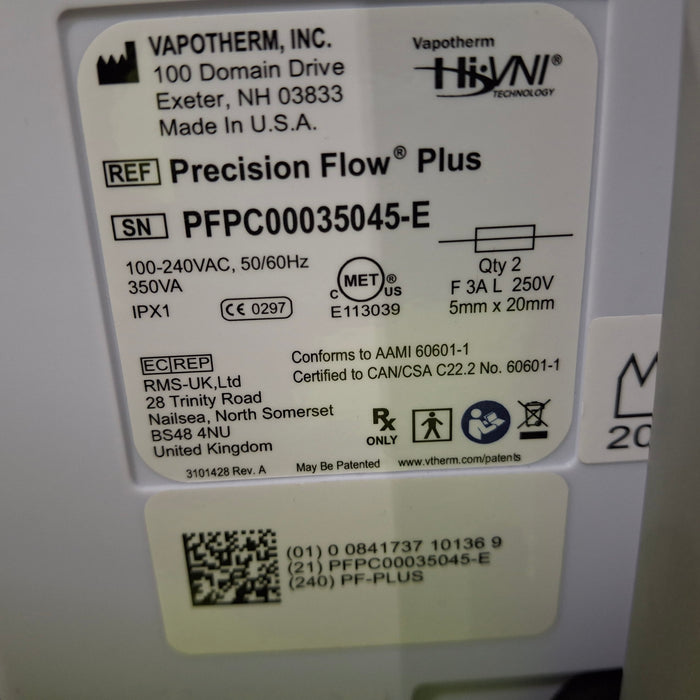 VAPOTHERM, INC.
100 Domain Drive
Exeter, NH 03833
Made In U.S.A.
Vapotherm
Hi-VNI®
TECHNOLOGY
REF Precision Flow® Plus
SN PFPC00035045-E
100-240VAC, 50/60Hz
350VA
IPX1
CE 0297
c MET ® US
E113039
Qty 2
F 3A L 250V
5mm x 20mm
EC REP
RMS-UK,Ltd
28 Trinity Road
Nailsea, North Somerset
BS48 4NU
United Kingdom
Conforms to AAMI 60601-1
Certified to CAN/CSA C22.2 No. 60601-1
Rx
ONLY
3101428 Rev. A
May Be Patented
www.vtherm.com/patents
(01) 0 0841737 10136 9
(21) PFPC00035045-E
(240) PF-PLUS